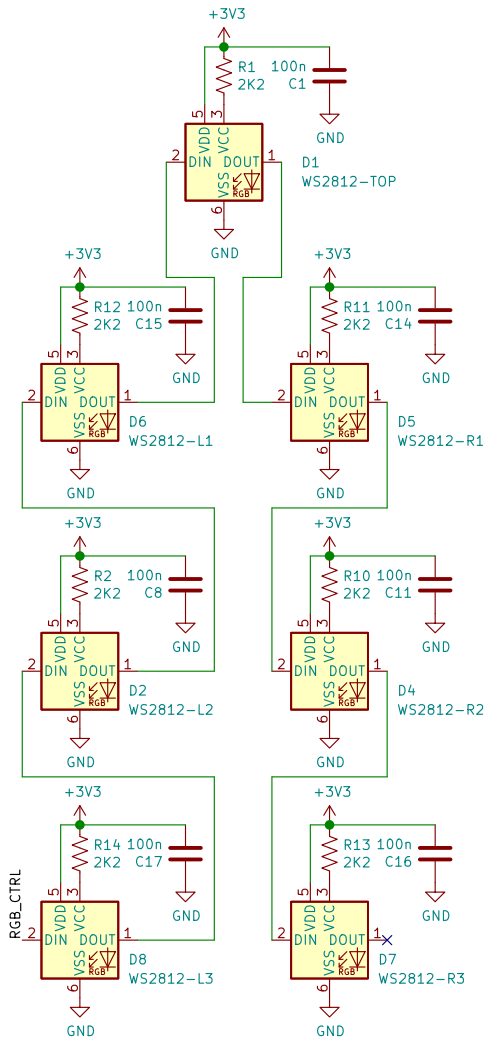 +3V3
R1
2K2
100n
C1
GND
5
3
VDD
VCC
2
DIN
DOUT
1
VSS
RGB
6
D1
WS2812-TOP
GND
+3V3
R12
2K2
100n
C15
GND
5
3
VDD
VCC
2
DIN
DOUT
1
VSS
RGB
6
D6
WS2812-L1
GND
+3V3
R11
2K2
100n
C14
GND
5
3
VDD
VCC
2
DIN
DOUT
1
VSS
RGB
6
D5
WS2812-R1
GND
+3V3
R2
2K2
100n
C8
GND
5
3
VDD
VCC
2
DIN
DOUT
1
VSS
RGB
6
D2
WS2812-L2
GND
+3V3
R10
2K2
100n
C11
GND
5
3
VDD
VCC
2
DIN
DOUT
1
VSS
RGB
6
D4
WS2812-R2
GND
+3V3
R14
2K2
100n
C17
GND
RGB_CTRL
5
3
VDD
VCC
2
DIN
DOUT
1
VSS
RGB
6
D8
WS2812-L3
GND
+3V3
R13
2K2
100n
C16
GND
5
3
VDD
VCC
2
DIN
DOUT
1
VSS
RGB
6
D7
WS2812-R3
GND